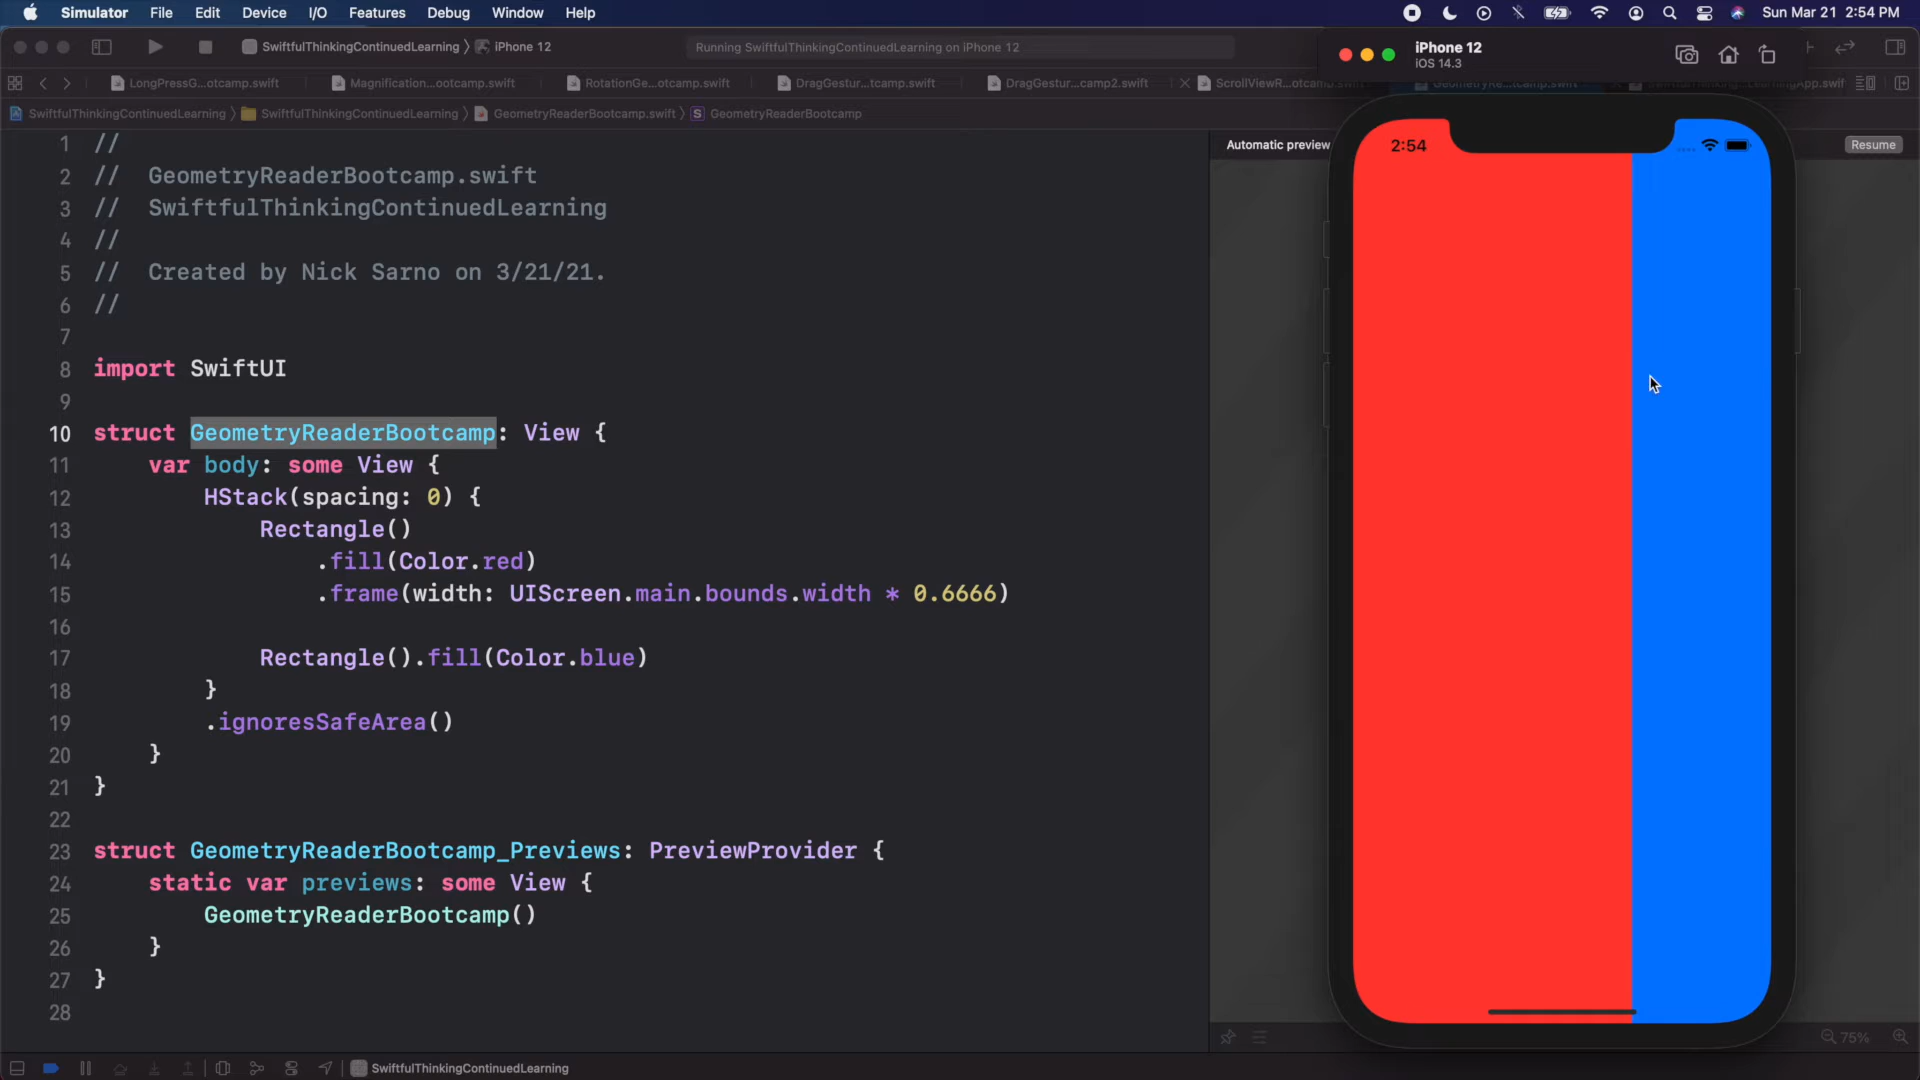 Simulator File Edit Device I/O Features Debug Window Help Sun Mar 21 2:54 PM
SwiftfulThinkingContinuedLearning 〉 iPhone 12 Running SwiftfulThinkingContinuedLearning on iPhone 12
iPhone 12
iOS 14.3
LongPressG...otcamp.swift Magnification...ootcamp.swift RotationGe...otcamp.swift DragGestur...tcamp.swift DragGestur...camp2.swift
SwiftfulThinkingContinuedLearning 〉 SwiftfulThinkingContinuedLearning 〉 GeometryReaderBootcamp.swift 〉 S GeometryReaderBootcamp
Automatic preview
Resume
2:54
1 //
2 // GeometryReaderBootcamp.swift
3 // SwiftfulThinkingContinuedLearning
4 //
5 // Created by Nick Sarno on 3/21/21.
6 //
7
8 import SwiftUI
9
10 struct GeometryReaderBootcamp: View {
11 var body: some View {
12 HStack(spacing: 0) {
13 Rectangle()
14 .fill(Color.red)
15 .frame(width: UIScreen.main.bounds.width * 0.6666)
16
17 Rectangle().fill(Color.blue)
18 }
19 .ignoresSafeArea()
20 }
21 }
22
23 struct GeometryReaderBootcamp_Previews: PreviewProvider {
24 static var previews: some View {
25 GeometryReaderBootcamp()
26 }
27 }
28
75%
SwiftfulThinkingContinuedLearning